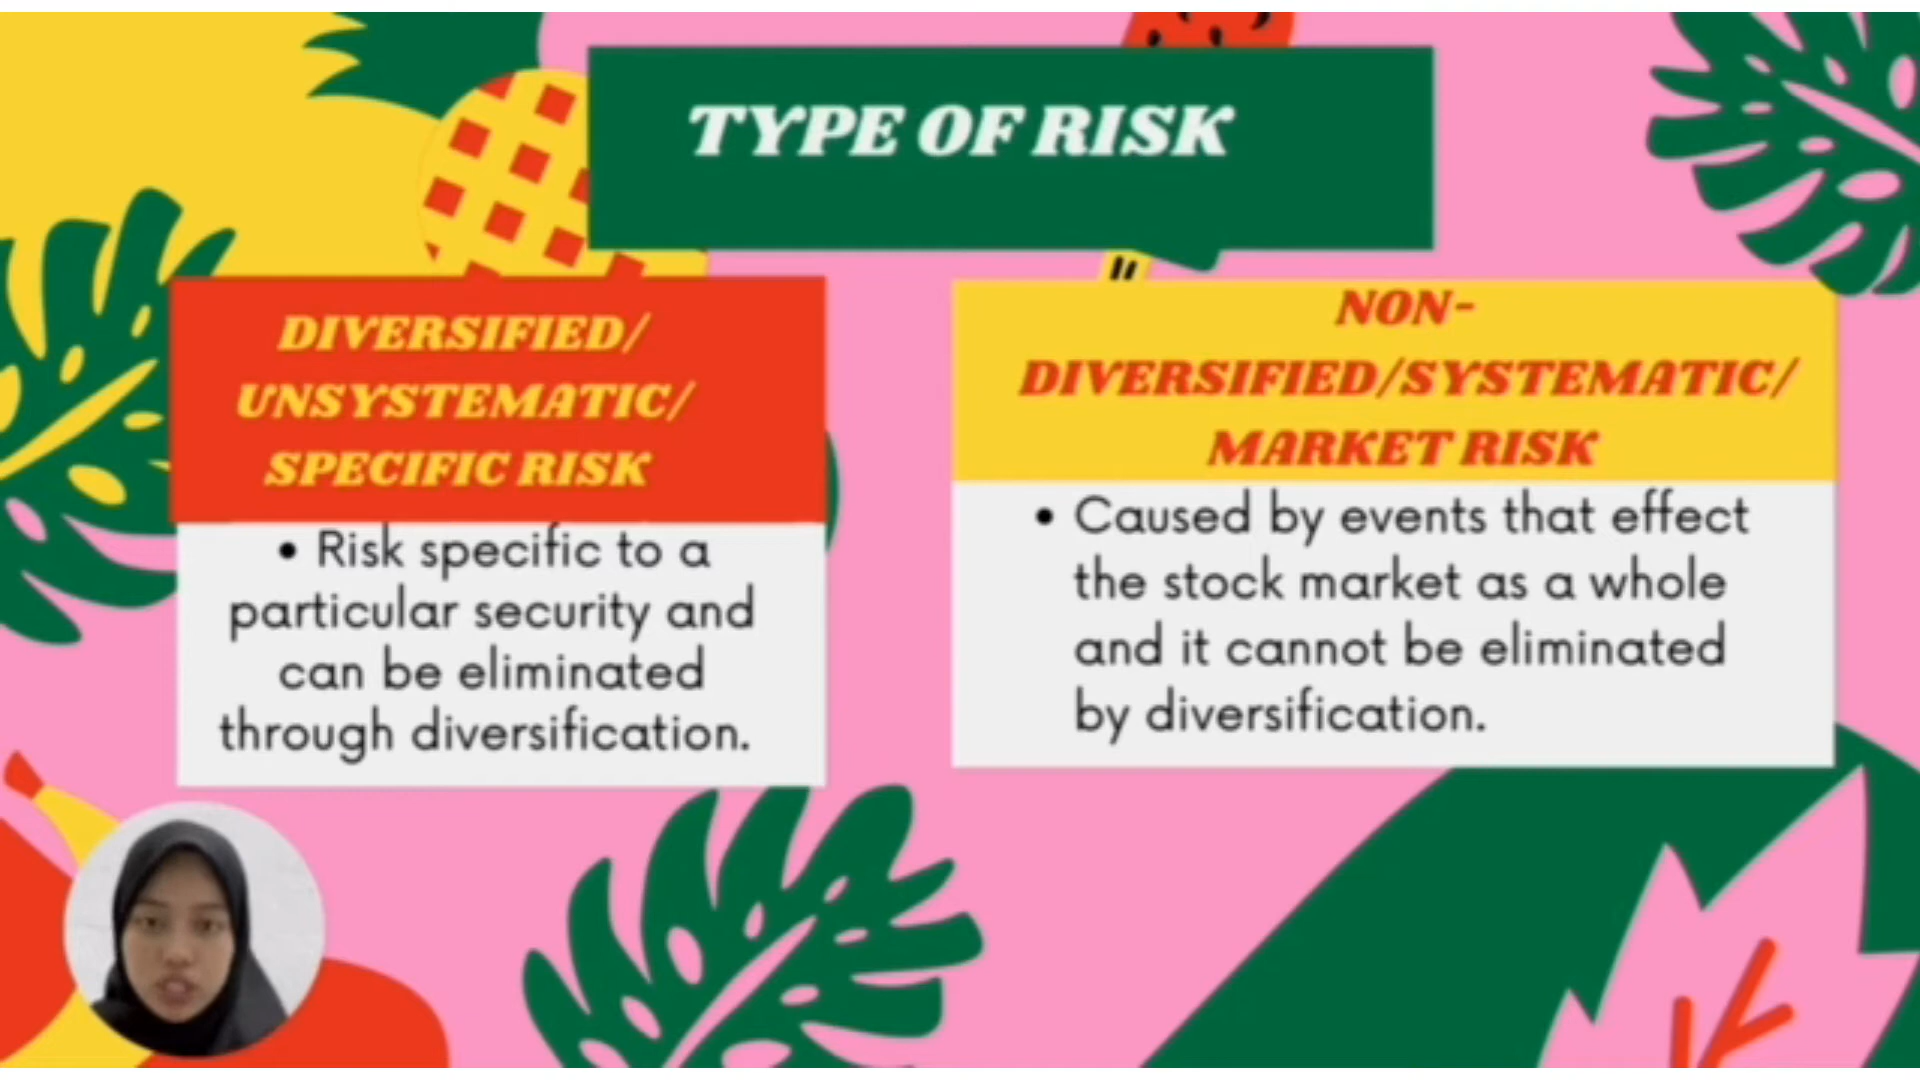 TYPE OF RISK
DIVERSIFIED/
UNSYSTEMATIC/
SPECIFIC RISK
• Risk specific to a
particular security and
can be eliminated
through diversification.
NON-
DIVERSIFIED/SYSTEMATIC/
MARKET RISK
• Caused by events that effect
the stock market as a whole
and it cannot be eliminated
by diversification.